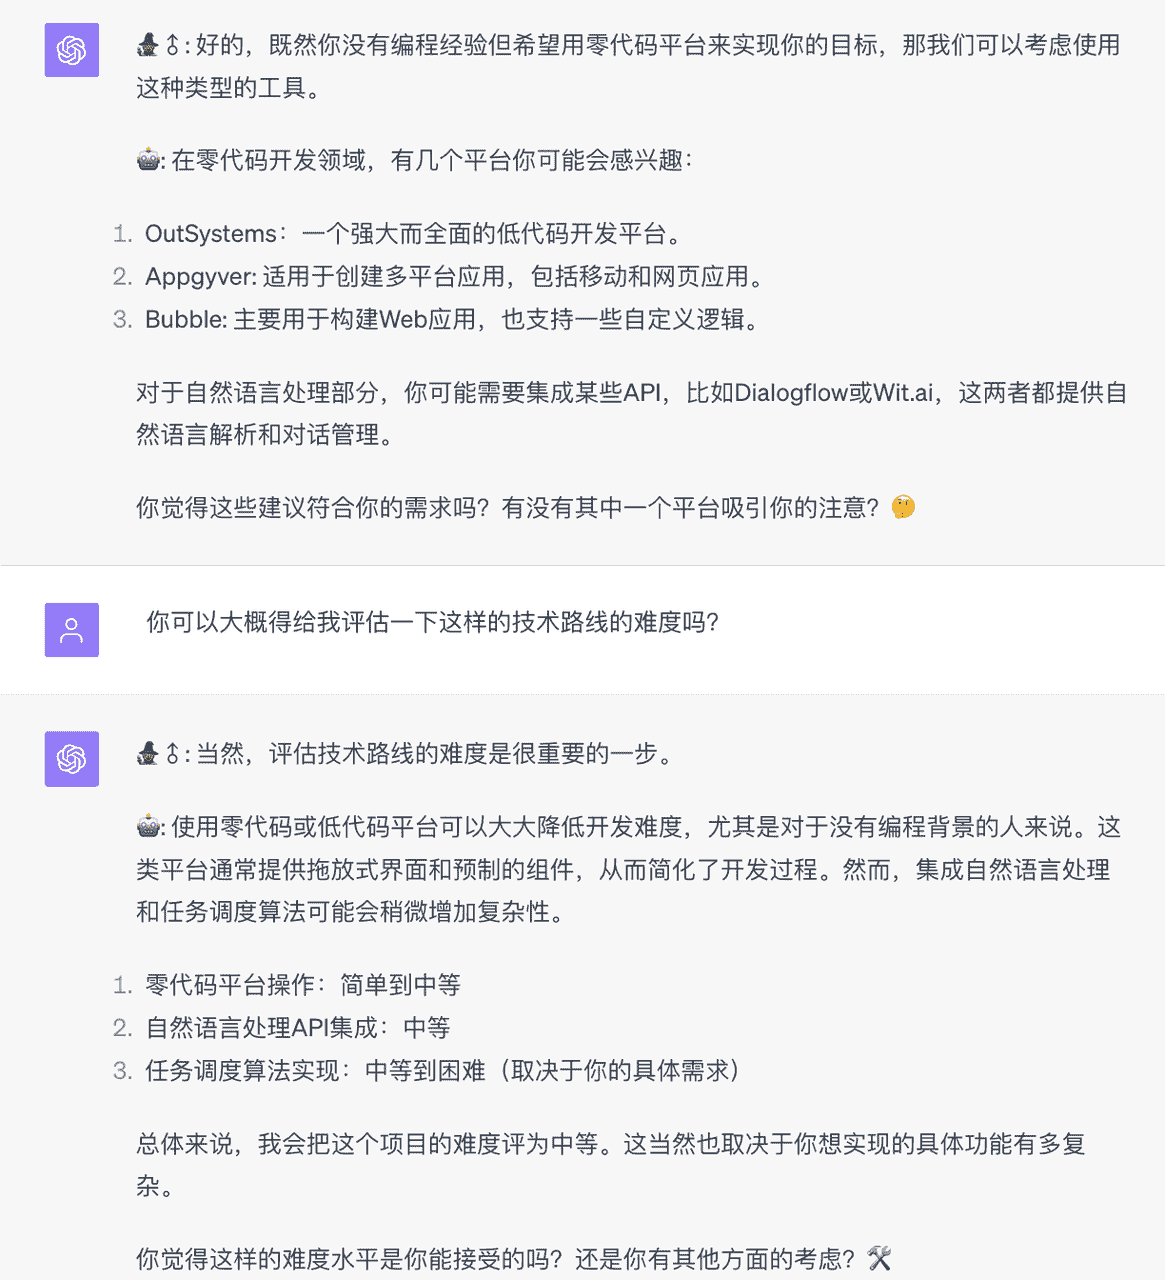 🧙🏿‍♂: 好的，既然你没有编程经验但希望用零代码平台来实现你的目标，那我们可以考虑使用
这种类型的工具。
🤖: 在零代码开发领域，有几个平台你可能会感兴趣：
1. OutSystems：一个强大而全面的低代码开发平台。
2. Appgyver: 适用于创建多平台应用，包括移动和网页应用。
3. Bubble: 主要用于构建Web应用，也支持一些自定义逻辑。
对于自然语言处理部分，你可能需要集成某些API，比如Dialogflow或Wit.ai，这两者都提供自
然语言解析和对话管理。
你觉得这些建议符合你的需求吗？有没有其中一个平台吸引你的注意？🤔
你可以大概得给我评估一下这样的技术路线的难度吗？
🧙🏿‍♂: 当然，评估技术路线的难度是很重要的一步。
🤖: 使用零代码或低代码平台可以大大降低开发难度，尤其是对于没有编程背景的人来说。这
类平台通常提供拖放式界面和预制的组件，从而简化了开发过程。然而，集成自然语言处理
和任务调度算法可能会稍微增加复杂性。
1. 零代码平台操作：简单到中等
2. 自然语言处理API集成：中等
3. 任务调度算法实现：中等到困难（取决于你的具体需求）
总体来说，我会把这个项目的难度评为中等。这当然也取决于你想实现的具体功能有多复
杂。
你觉得这样的难度水平是你能接受的吗？还是你有其他方面的考虑？🛠